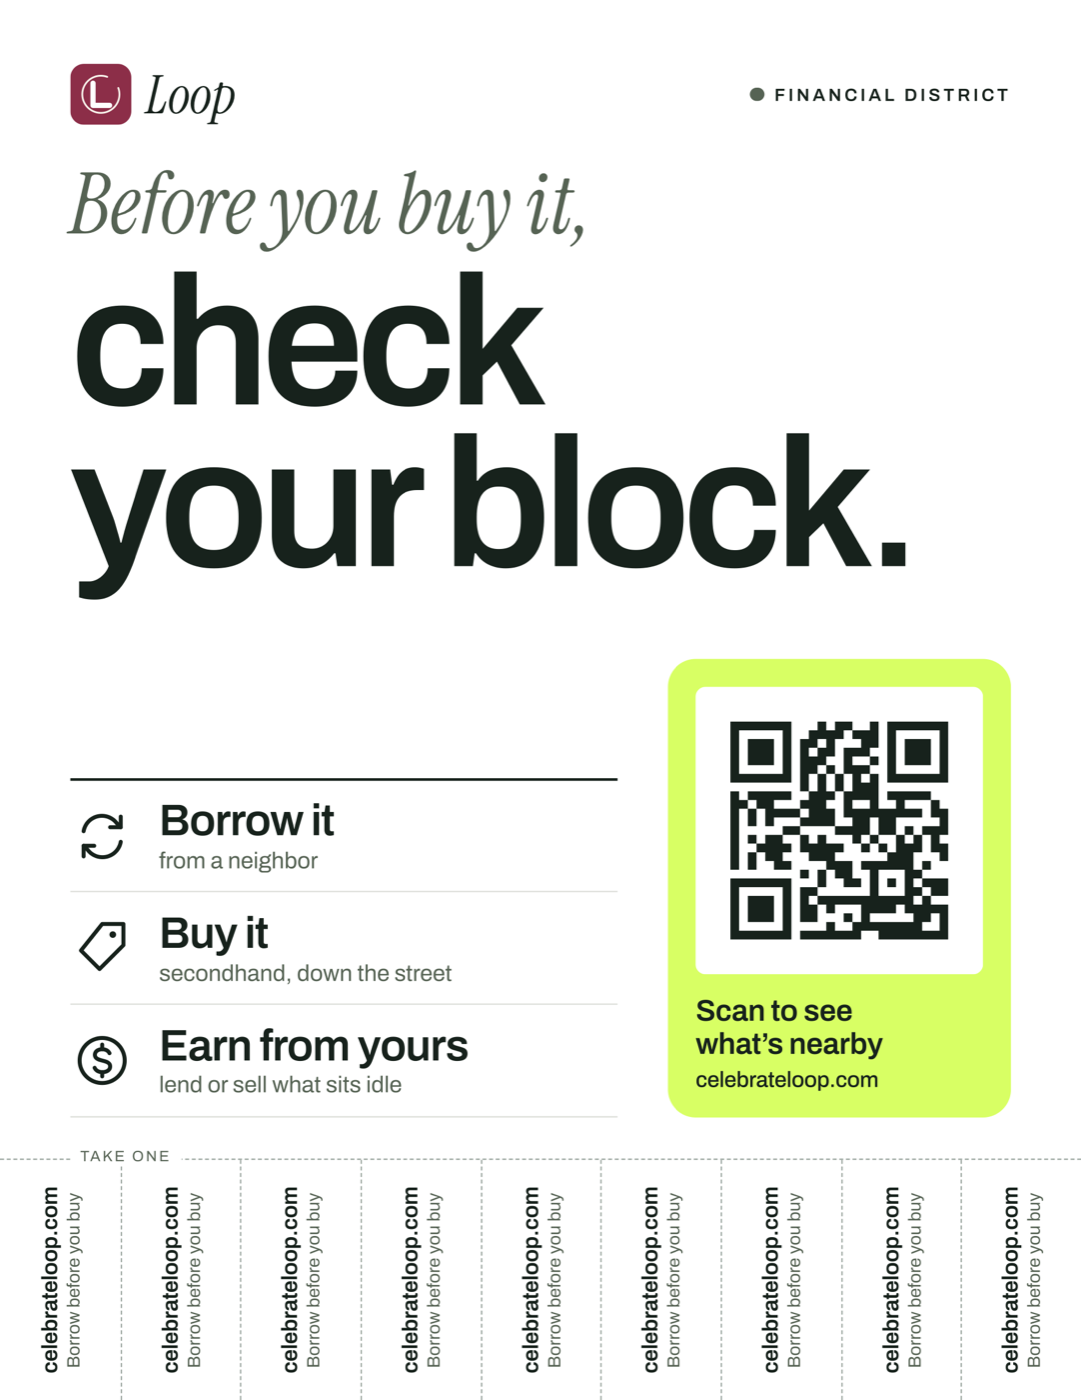 L Loop
FINANCIAL DISTRICT
Before you buy it,
check
your block.
Borrow it
from a neighbor
Buy it
secondhand, down the street
$
Earn from yours
lend or sell what sits idle
Scan to see
what’s nearby
celebrateloop.com
TAKE ONE
celebrateloop.com
Borrow before you buy
celebrateloop.com
Borrow before you buy
celebrateloop.com
Borrow before you buy
celebrateloop.com
Borrow before you buy
celebrateloop.com
Borrow before you buy
celebrateloop.com
Borrow before you buy
celebrateloop.com
Borrow before you buy
celebrateloop.com
Borrow before you buy
celebrateloop.com
Borrow before you buy